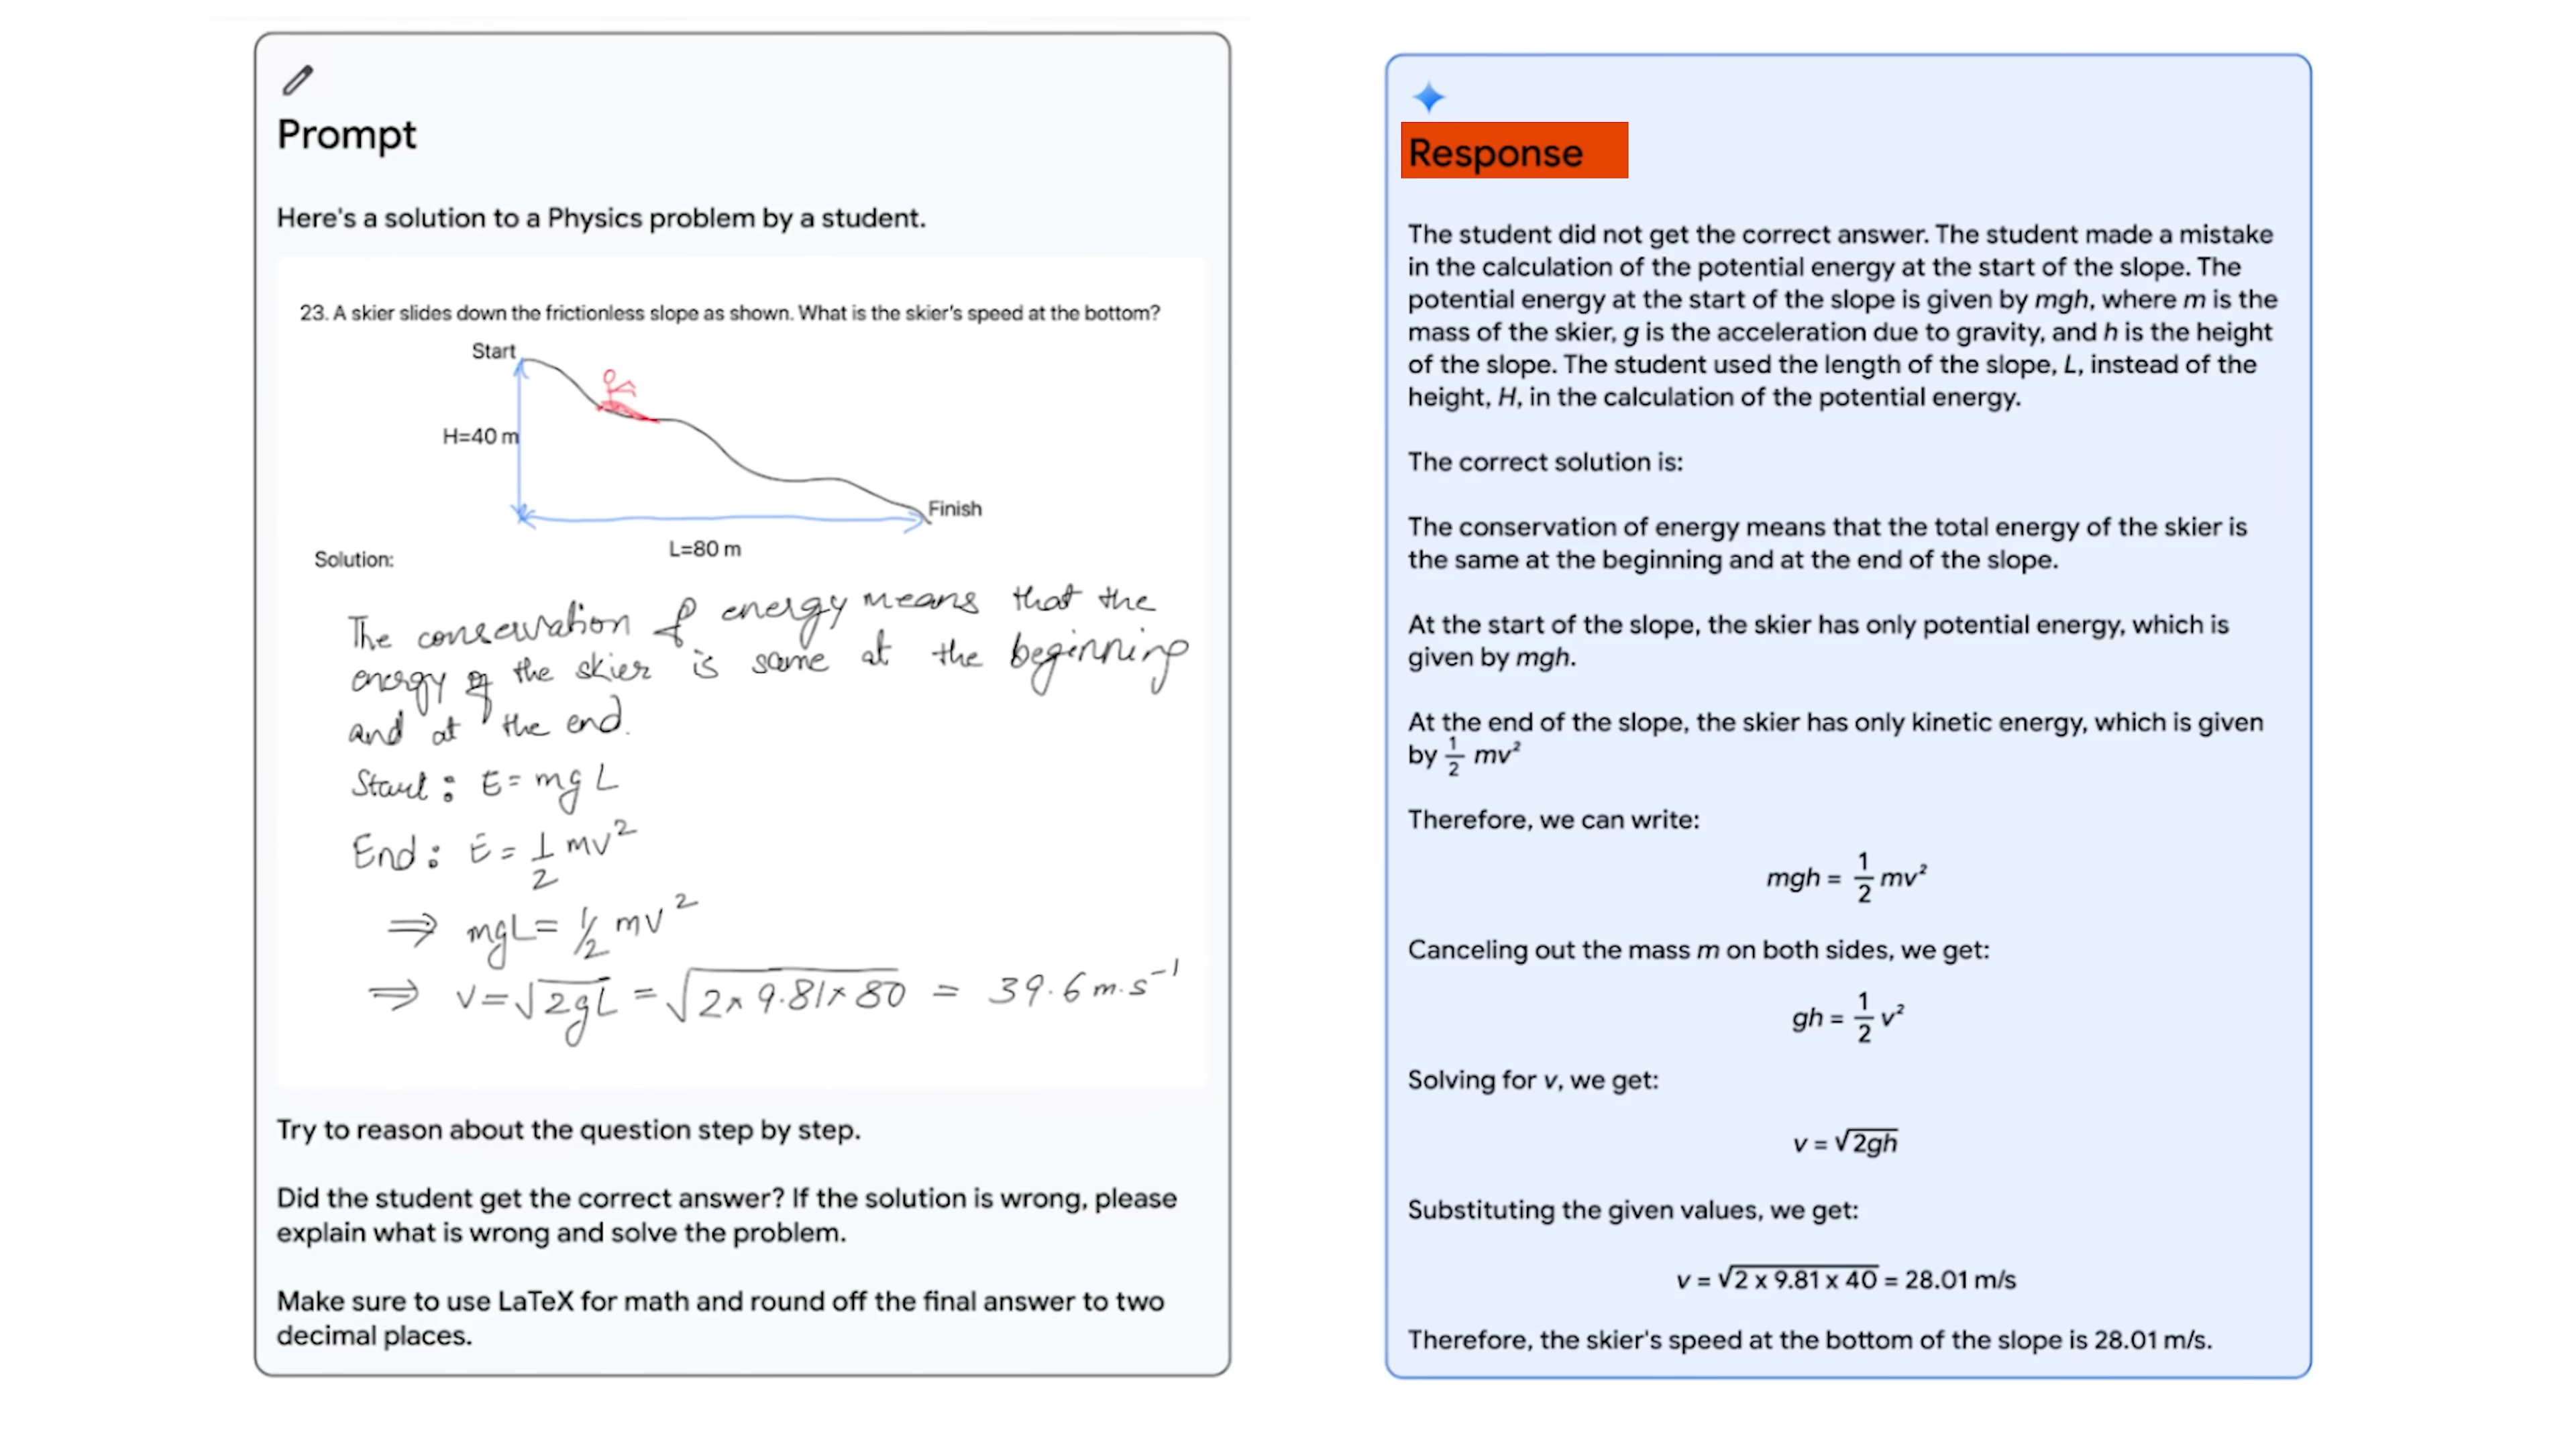 Prompt
Here's a solution to a Physics problem by a student.
23. A skier slides down the frictionless slope as shown. What is the skier's speed at the bottom?
Start
H=40 m
Finish
L=80 m
Solution:
The conservation of energy means that the
energy of the skier is same at the beginning
and at the end.
Start : E = mgL
End : E = 1/2 mv²
⇒ mgL = 1/2 mv²
⇒ v = √2gL = √2 x 9.81 x 80 = 39.6 m.s⁻¹
Try to reason about the question step by step.
Did the student get the correct answer? If the solution is wrong, please
explain what is wrong and solve the problem.
Make sure to use LaTeX for math and round off the final answer to two
decimal places.
Response
The student did not get the correct answer. The student made a mistake
in the calculation of the potential energy at the start of the slope. The
potential energy at the start of the slope is given by mgh, where m is the
mass of the skier, g is the acceleration due to gravity, and h is the height
of the slope. The student used the length of the slope, L, instead of the
height, H, in the calculation of the potential energy.
The correct solution is:
The conservation of energy means that the total energy of the skier is
the same at the beginning and at the end of the slope.
At the start of the slope, the skier has only potential energy, which is
given by mgh.
At the end of the slope, the skier has only kinetic energy, which is given
by 1/2 mv²
Therefore, we can write:
mgh = 1/2 mv²
Canceling out the mass m on both sides, we get:
gh = 1/2 v²
Solving for v, we get:
v = √2gh
Substituting the given values, we get:
v = √2 x 9.81 x 40 = 28.01 m/s
Therefore, the skier's speed at the bottom of the slope is 28.01 m/s.